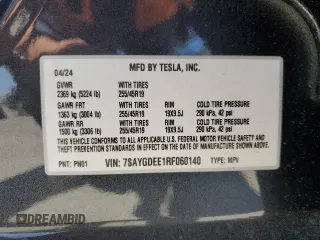 MFD BY TESLA, INC.
04/24
GVWR WITH TIRES
2369 kg (5224 lb) 255/45R19
GAWR FRT WITH TIRES RIM COLD TIRE PRESSURE
1363 kg (3004 lb) 255/45R19 19X9.5J 290 kPa, 42 psi
GAWR RR WITH TIRES RIM COLD TIRE PRESSURE
1500 kg (3306 lb) 255/45R19 19X9.5J 290 kPa, 42 psi
THIS VEHICLE CONFORMS TO ALL APPLICABLE U.S. FEDERAL MOTOR VEHICLE SAFETY AND
THEFT PREVENTION STANDARDS IN EFFECT ON THE DATE OF MANUFACTURE SHOWN ABOVE.
PNT: PN01 VIN: 7SAYGDEE1RF060140 TYPE: MPV
DREAMBID